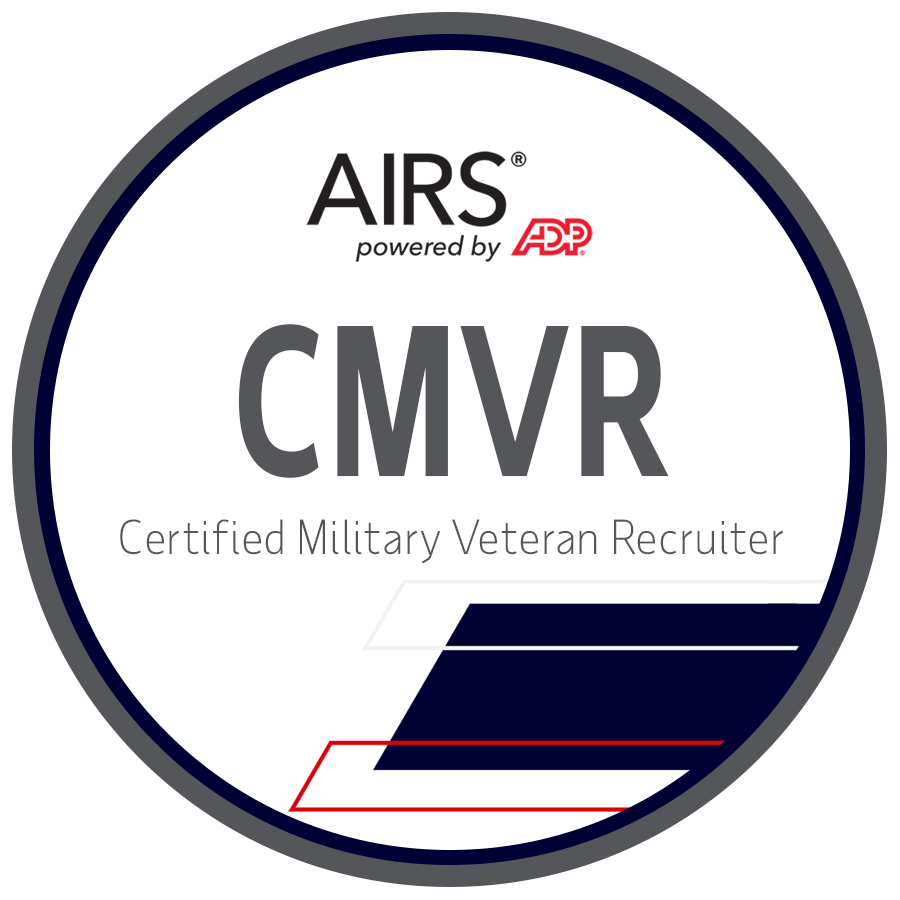 AIRS®
powered by ADP®
CMVR
Certified Military Veteran Recruiter